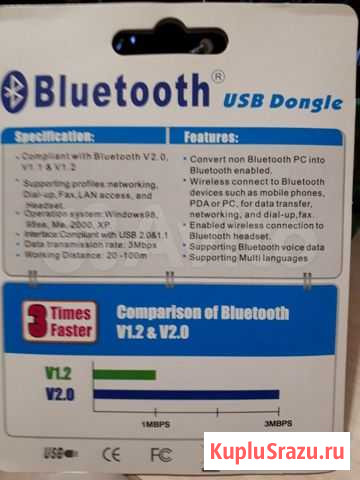 Bluetooth® USB Dongle
Specification:
Compliant with Bluetooth V2.0,
V1.1 & V1.2
Supporting profiles:networking,
Dial-up, Fax, LAN access, and
Headset.
Operation system: Windows98,
98se, Me, 2000, XP
Interface:Compliant with USB 2.0&1.1
Data transmission rate: 3Mbps
Working Distance: 20-100m
Features:
Convert non Bluetooth PC into
Bluetooth enabled.
Wireless connect to Bluetooth
devices such as mobile phones,
PDA or PC, for data transfer,
networking, and dial-up,fax.
Enabled wireless connection to
Bluetooth headset.
Supporting Bluetooth voice data
Supporting Multi languages
3 Times
Faster
Comparison of Bluetooth
V1.2 & V2.0
V1.2
V2.0
1MBPS
3MBPS
USB
CE
FC
KupluSrazu.ru